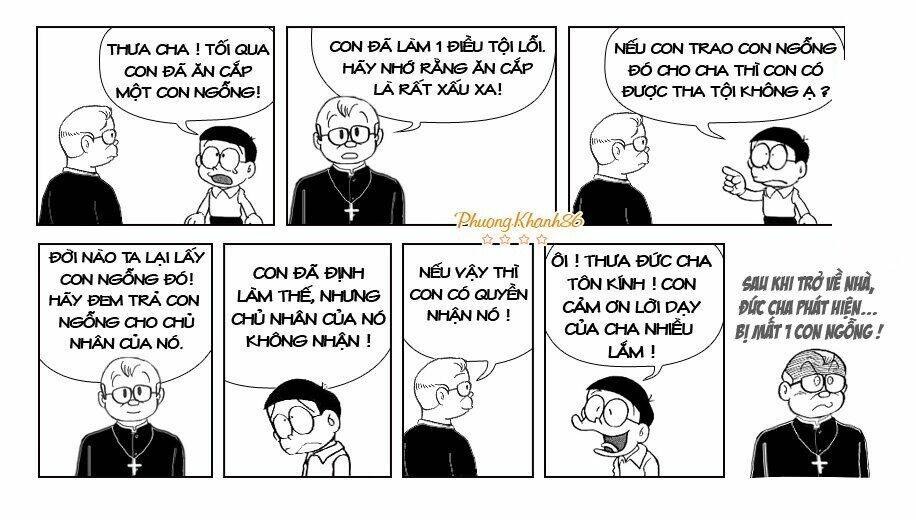 THƯA CHA ! TỐI QUA
CON ĐÃ ĂN CẮP
MỘT CON NGỖNG!
CON ĐÃ LÀM 1 ĐIỀU TỘI LỖI.
HÃY NHỚ RẰNG ĂN CẮP
LÀ RẤT XẤU XA!
NẾU CON TRAO CON NGỖNG
ĐÓ CHO CHA THÌ CON CÓ
ĐƯỢC THA TỘI KHÔNG Ạ ?
PhuongKhanh86
ĐỜI NÀO TA LẠI LẤY
CON NGỖNG ĐÓ!
HÃY ĐEM TRẢ CON
NGỖNG CHO CHỦ
NHÂN CỦA NÓ.
CON ĐÃ ĐỊNH
LÀM THẾ, NHƯNG
CHỦ NHÂN CỦA NÓ
KHÔNG NHẬN !
NẾU VẬY THÌ
CON CÓ QUYỀN
NHẬN NÓ !
ÔI ! THƯA ĐỨC CHA
TÔN KÍNH ! CON
CẢM ƠN LỜI DẠY
CỦA CHA NHIỀU
LẮM !
SAU KHI TRỞ VỀ NHÀ,
ĐỨC CHA PHÁT HIỆN...
BỊ MẤT 1 CON NGỖNG !